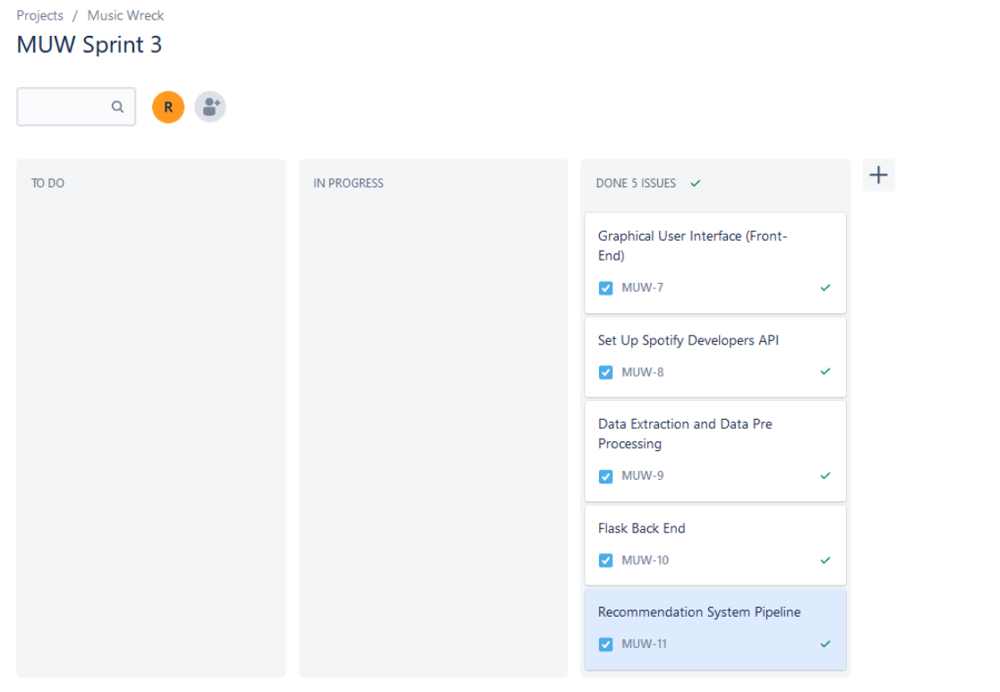 Projects / Music Wreck
MUW Sprint 3
R
TO DO
IN PROGRESS
DONE 5 ISSUES
Graphical User Interface (Front-
End)
MUW-7
Set Up Spotify Developers API
MUW-8
Data Extraction and Data Pre
Processing
MUW-9
Flask Back End
MUW-10
Recommendation System Pipeline
MUW-11